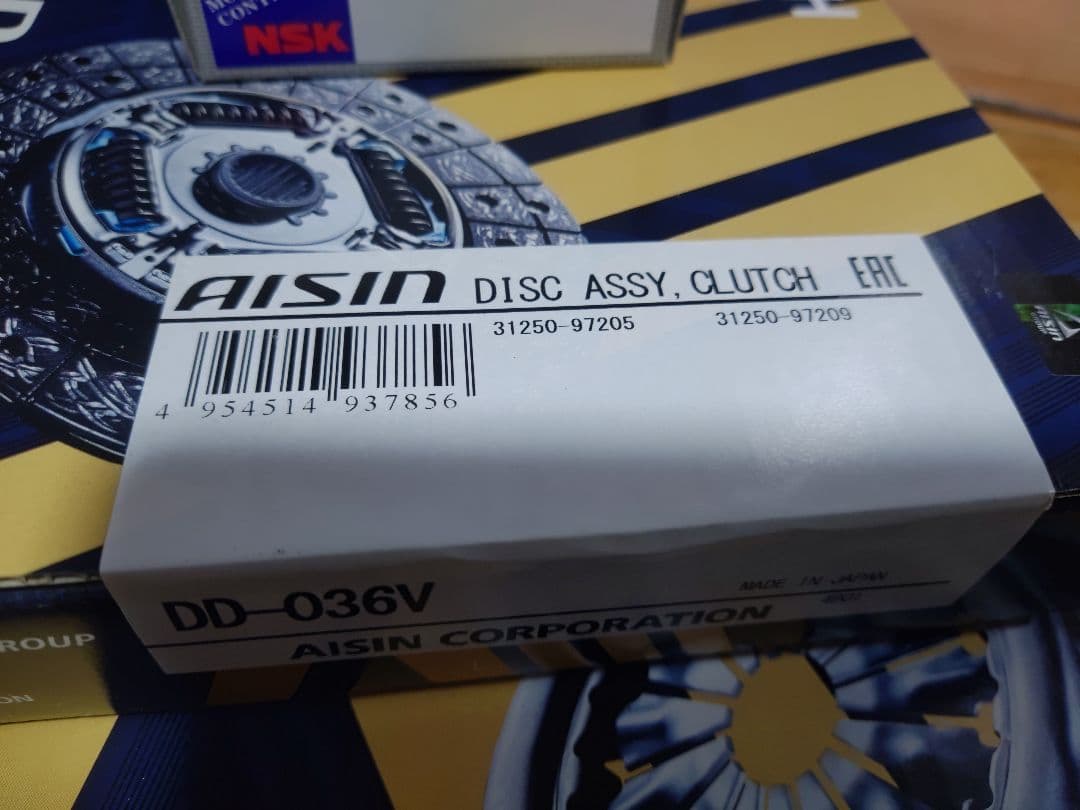 NSK
AISIN DISC ASSY, CLUTCH EAC
31250-97205 31250-97209
4 954514 937856
DD-036V MADE IN JAPAN
AISIN CORPORATION
ROUP